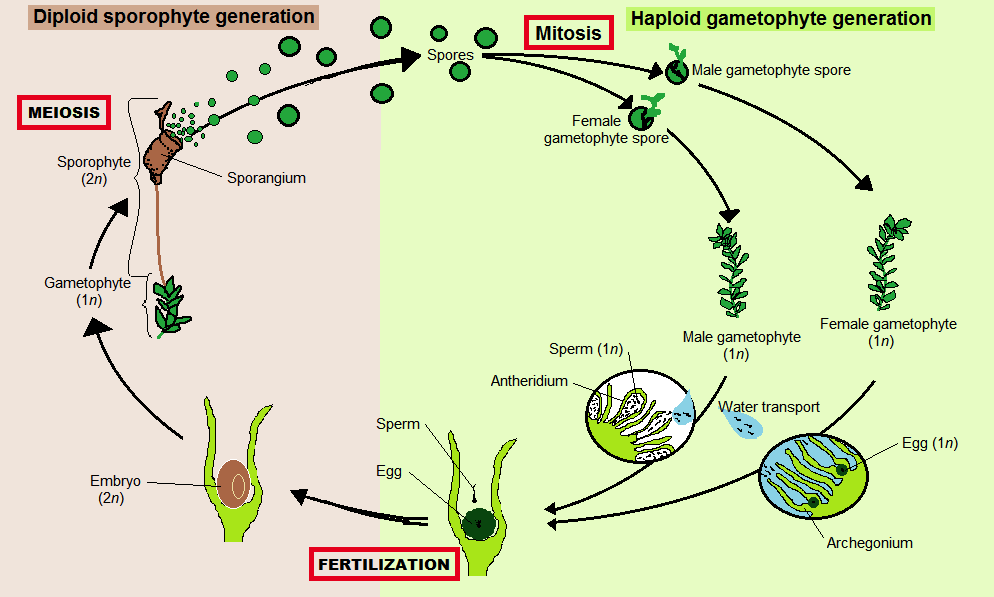 Diploid sporophyte generation
Haploid gametophyte generation
Mitosis
Spores
Male gametophyte spore
MEIOSIS
Female
gametophyte spore
Sporophyte
(2n)
Sporangium
Gametophyte
(1n)
Male gametophyte
(1n)
Female gametophyte
(1n)
Sperm (1n)
Antheridium
Water transport
Sperm
Egg (1n)
Egg
Embryo
(2n)
Archegonium
FERTILIZATION